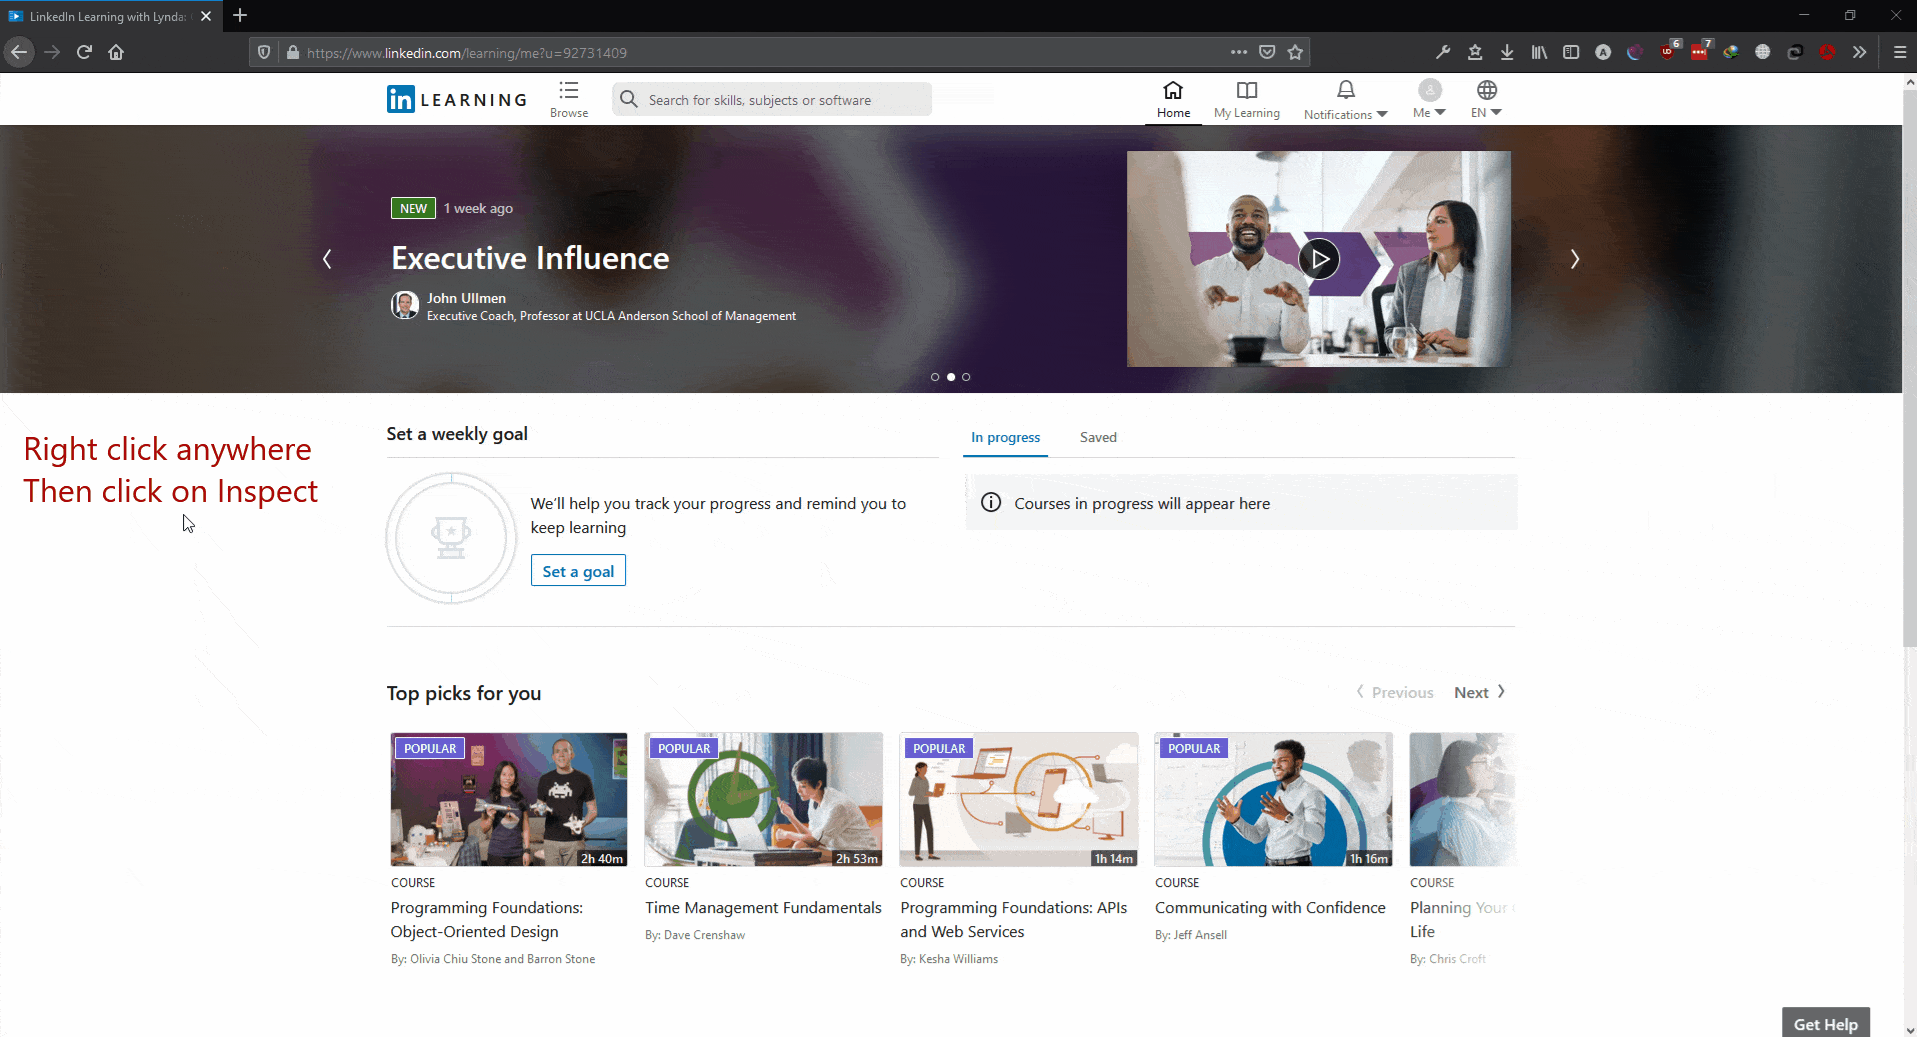 LinkedIn Learning with Lynda:
https://www.linkedin.com/learning/me?u=92731409
6
7
in LEARNING
Browse
Search for skills, subjects or software
Home
My Learning
Notifications
Me
EN
NEW 1 week ago
Executive Influence
John Ullmen
Executive Coach, Professor at UCLA Anderson School of Management
Right click anywhere
Then click on Inspect
Set a weekly goal
We'll help you track your progress and remind you to
keep learning
Set a goal
In progress
Saved
Courses in progress will appear here
Top picks for you
Previous
Next
POPULAR
2h 40m
COURSE
Programming Foundations:
Object-Oriented Design
By: Olivia Chiu Stone and Barron Stone
POPULAR
2h 53m
COURSE
Time Management Fundamentals
By: Dave Crenshaw
POPULAR
1h 14m
COURSE
Programming Foundations: APIs
and Web Services
By: Kesha Williams
POPULAR
1h 16m
COURSE
Communicating with Confidence
By: Jeff Ansell
COURSE
Planning Your
Life
By: Chris Croft
Get Help